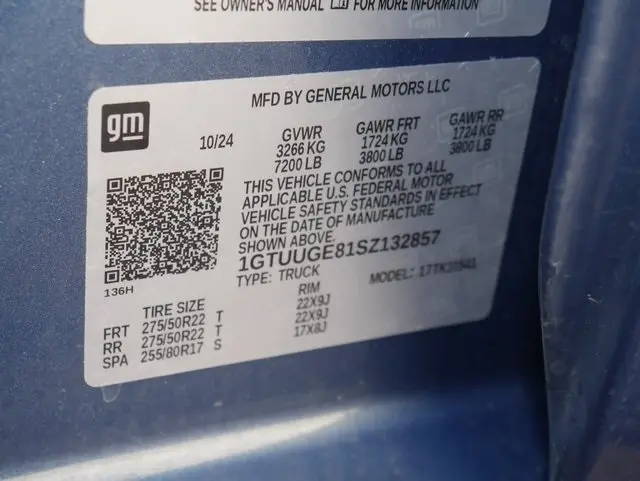 SEE OWNER'S MANUAL FOR MORE INFORMATION
MFD BY GENERAL MOTORS LLC
gm
10/24
GVWR
3266 KG
7200 LB
GAWR FRT
1724 KG
3800 LB
GAWR RR
1724 KG
3800 LB
THIS VEHICLE CONFORMS TO ALL
APPLICABLE U.S. FEDERAL MOTOR
VEHICLE SAFETY STANDARDS IN EFFECT
ON THE DATE OF MANUFACTURE
SHOWN ABOVE.
1GTUUGE81SZ132857
TYPE: TRUCK
MODEL:
136H
TIRE SIZE RIM
FRT 275/50R22 T 22X9J
RR 275/50R22 T 22X9J
SPA 255/80R17 S 17X8J